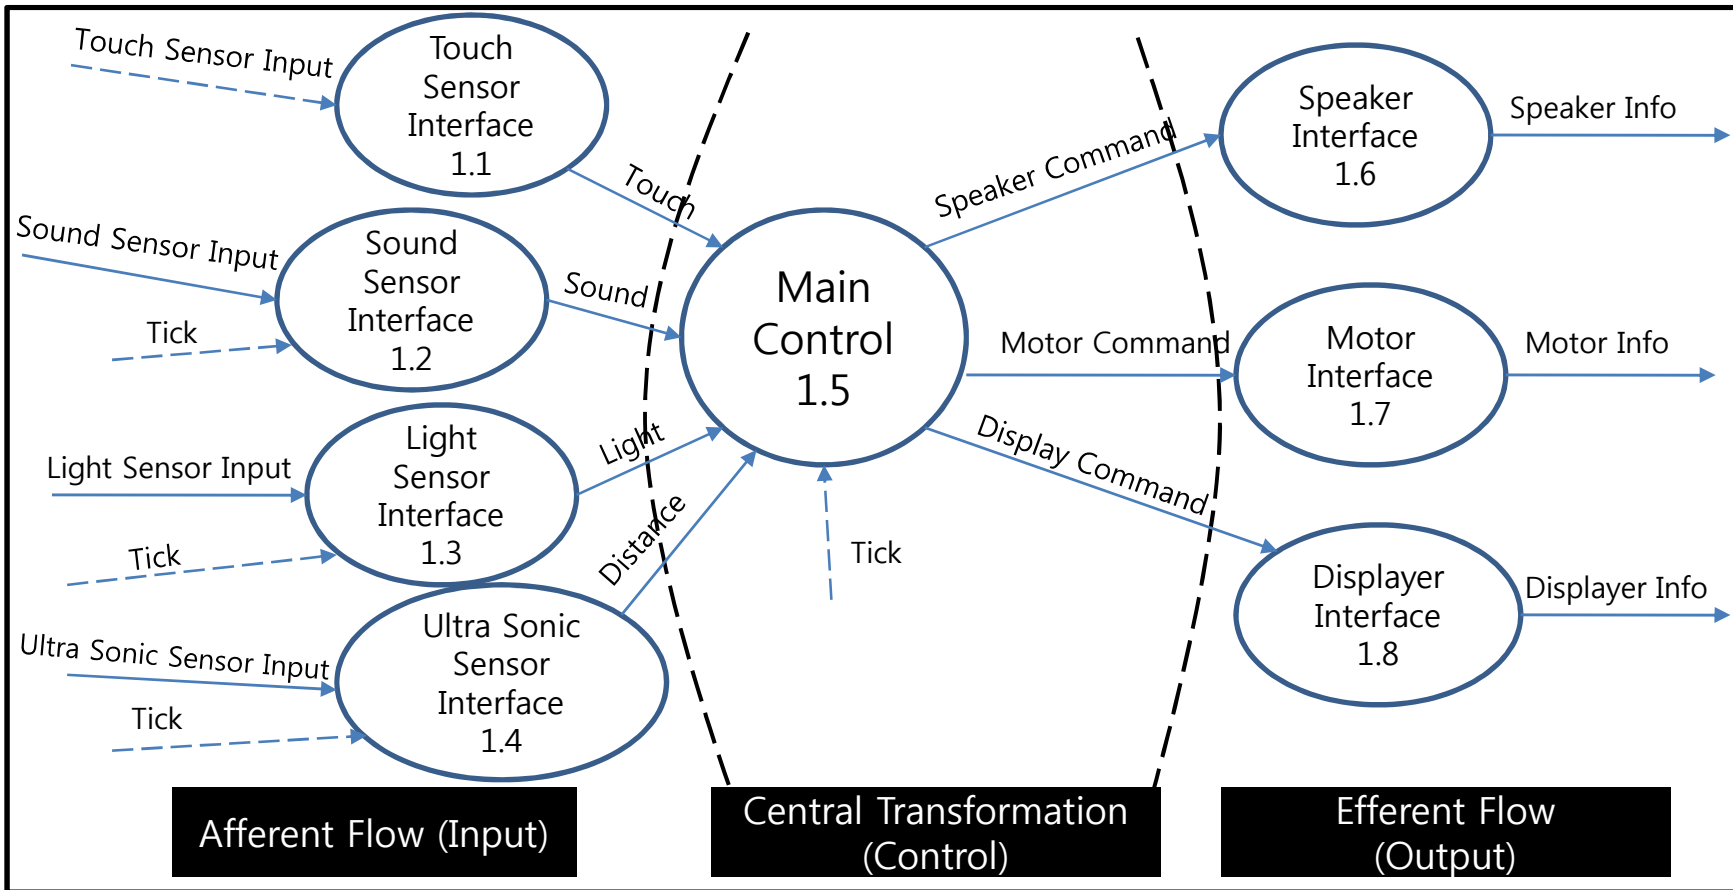 Touch Sensor Input
Touch
Sensor
Interface
1.1
Touch
Sound Sensor Input
Tick
Sound
Sensor
Interface
1.2
Sound
Light Sensor Input
Tick
Light
Sensor
Interface
1.3
Light
Ultra Sonic Sensor Input
Tick
Ultra Sonic
Sensor
Interface
1.4
Distance
Main
Control
1.5
Tick
Speaker Command
Motor Command
Display Command
Speaker
Interface
1.6
Speaker Info
Motor
Interface
1.7
Motor Info
Displayer
Interface
1.8
Displayer Info
Afferent Flow (Input)
Central Transformation
(Control)
Efferent Flow
(Output)